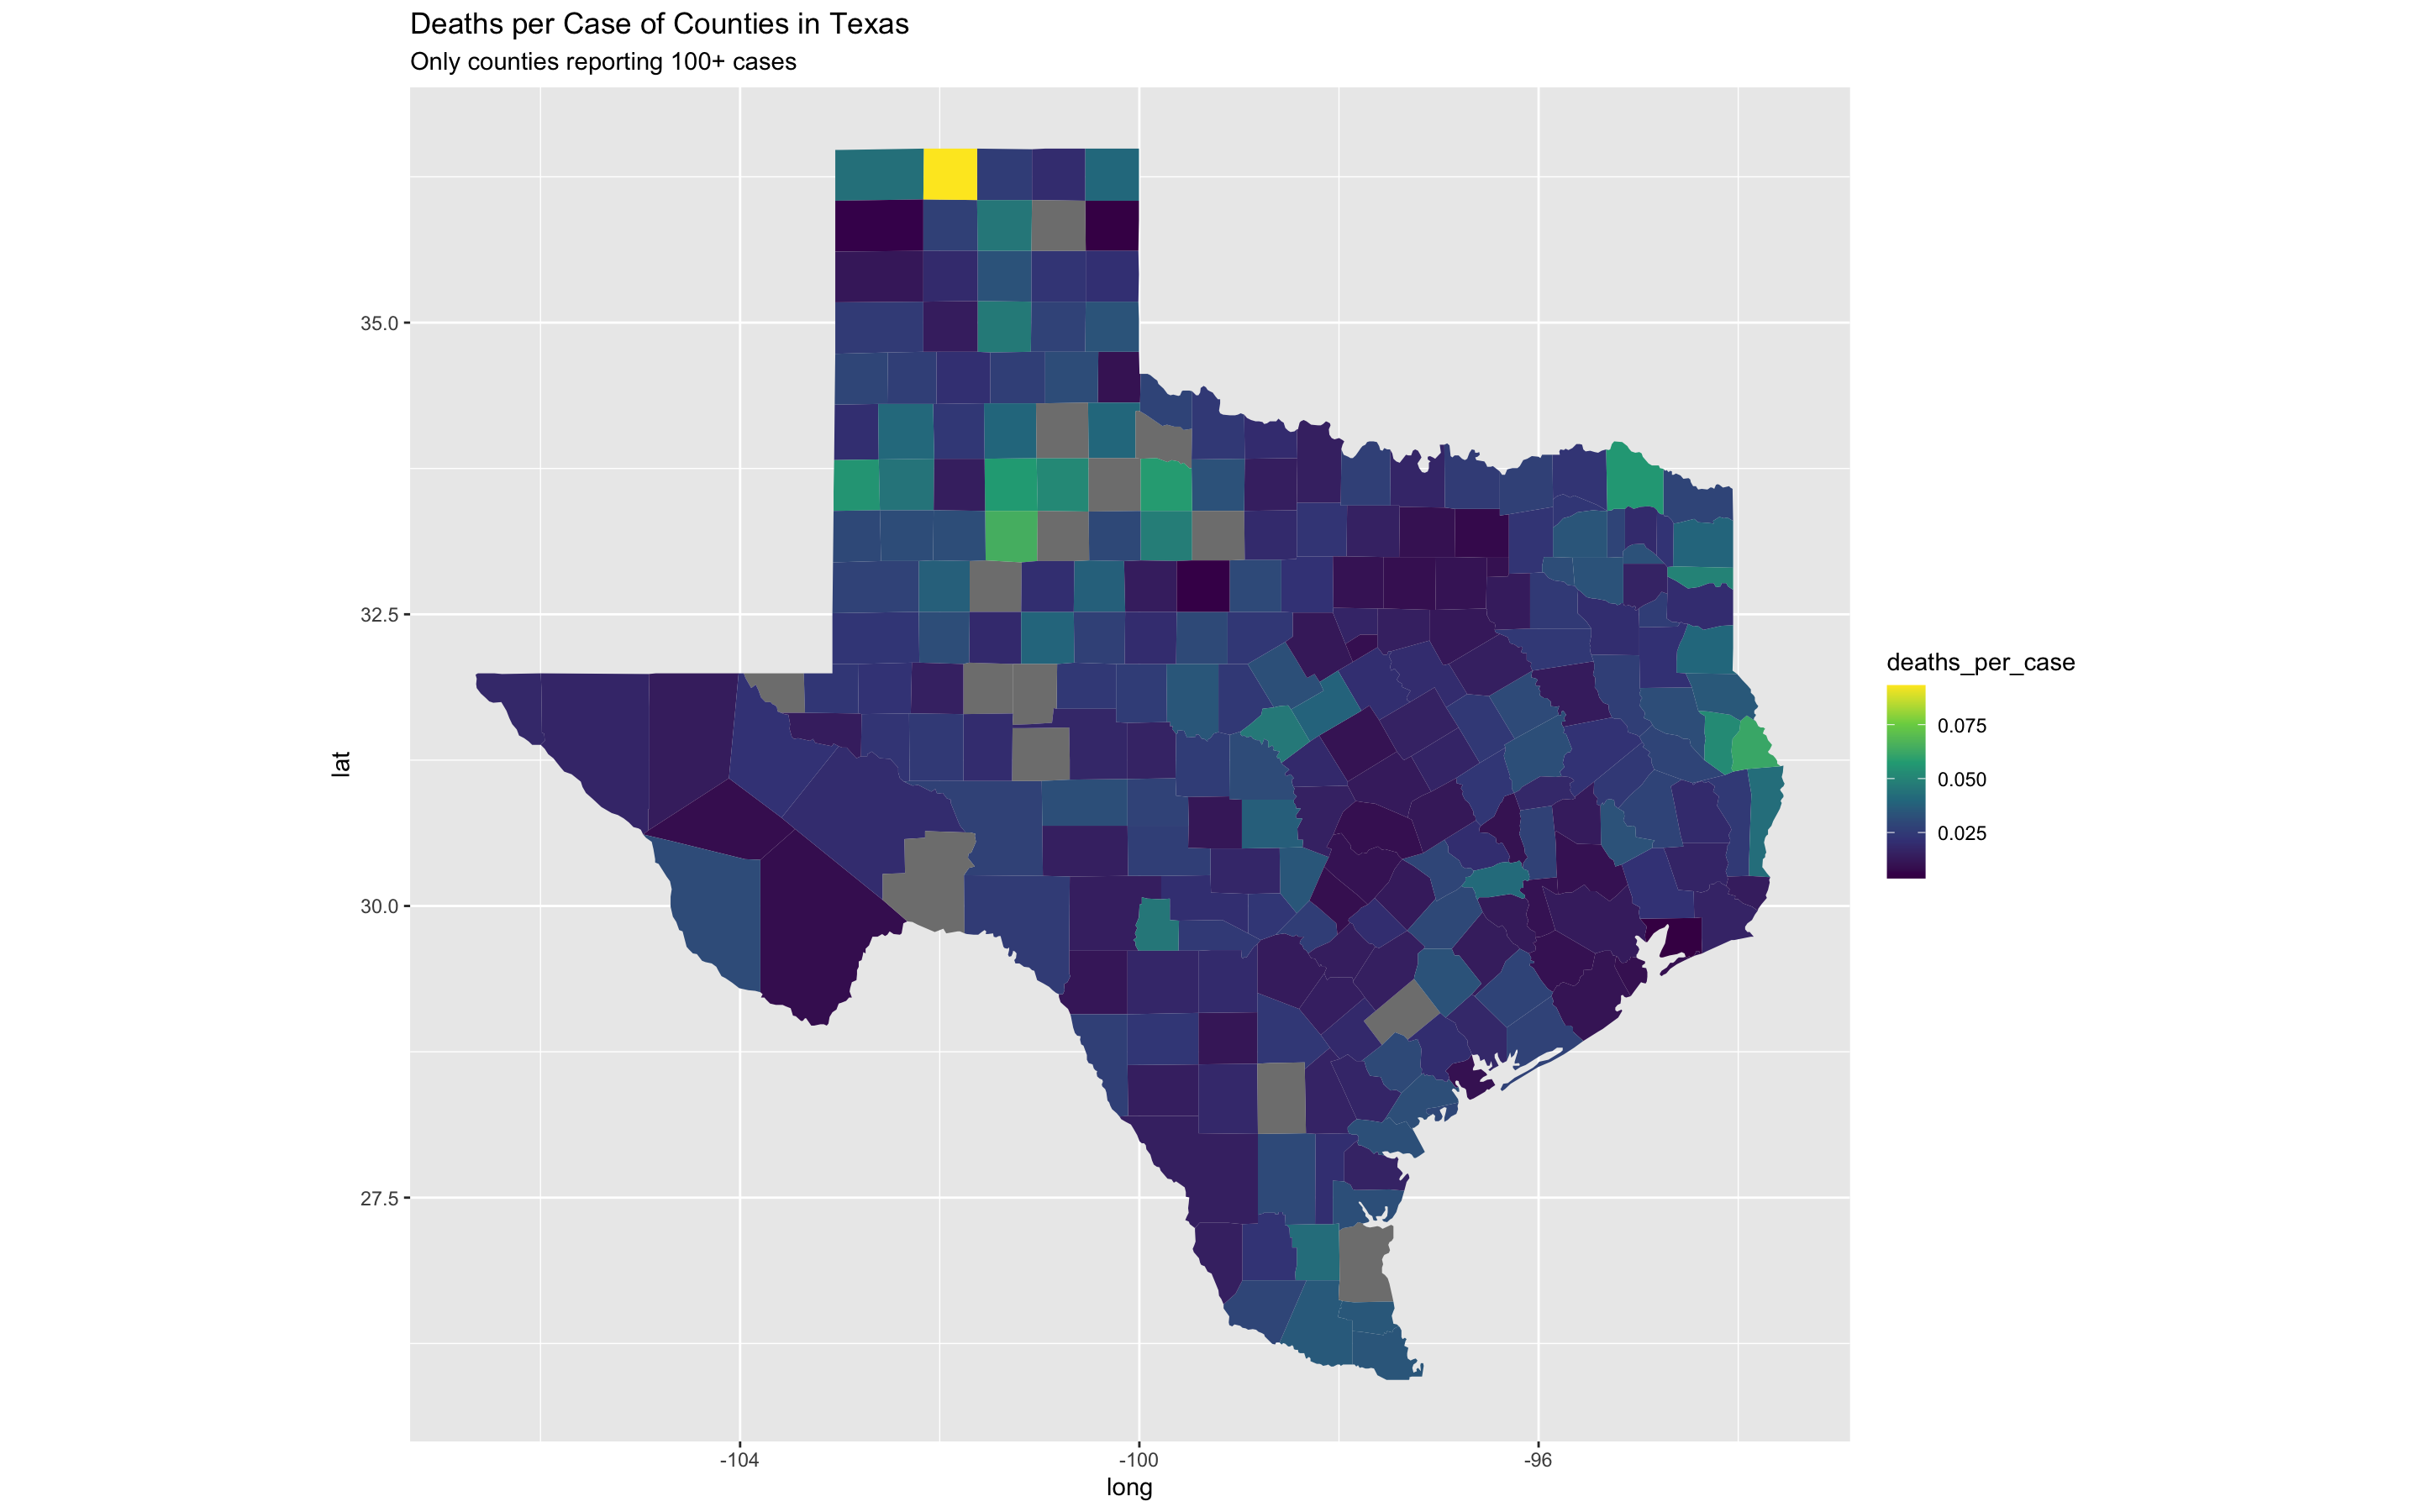 Deaths per Case of Counties in Texas
Only counties reporting 100+ cases
35.0
32.5
30.0
27.5
lat
-104
-100
-96
long
deaths_per_case
0.075
0.050
0.025